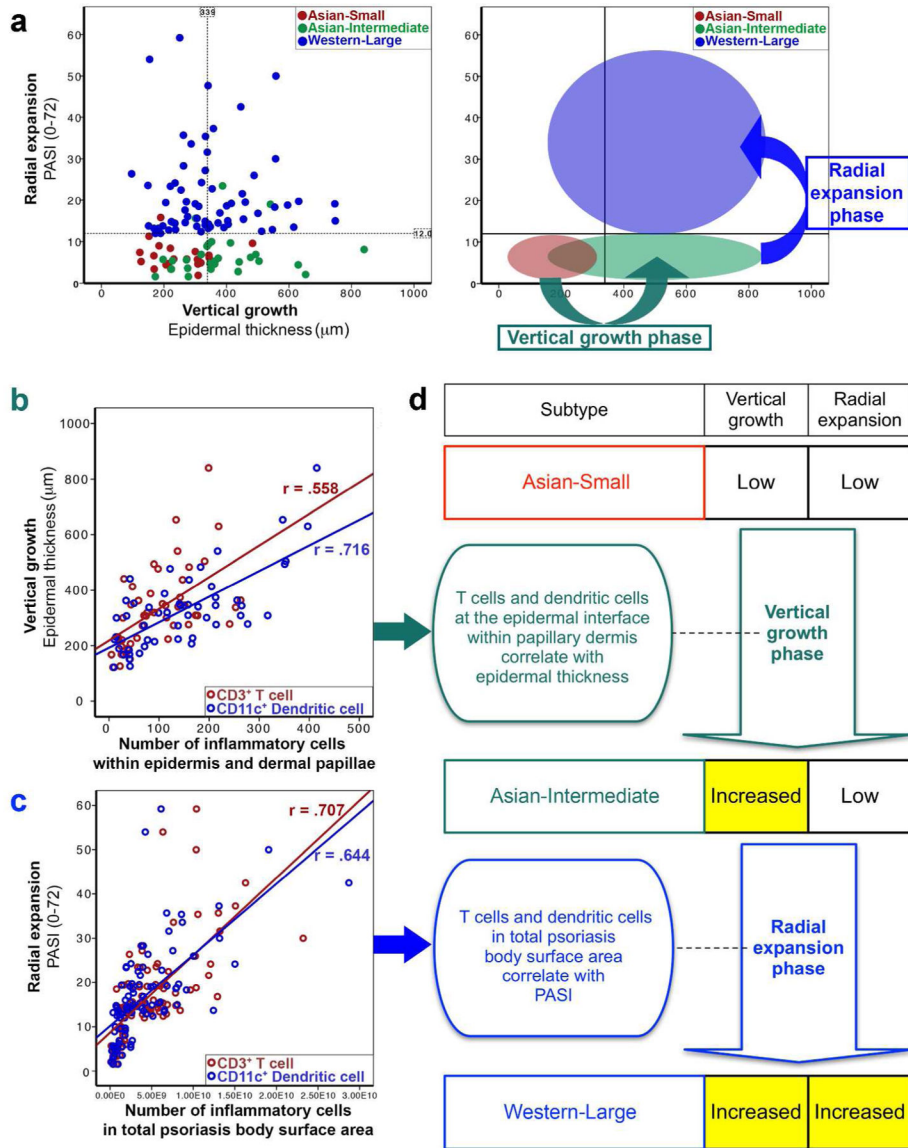 a
339
Asian-Small
Asian-Intermediate
Western-Large
Radial expansion
PASI (0-72)
60
50
40
30
20
10
0
12.0
0
200
400
600
800
1000
Vertical growth
Epidermal thickness (μm)
Asian-Small
Asian-Intermediate
Western-Large
60
50
40
30
20
10
0
0
200
400
600
800
1000
Radial
expansion
phase
Vertical growth phase
b
Vertical growth
Epidermal thickness (μm)
1000
800
600
400
200
0
r = .558
r = .716
CD3+ T cell
CD11c+ Dendritic cell
0
100
200
300
400
500
Number of inflammatory cells
within epidermis and dermal papillae
c
Radial expansion
PASI (0-72)
60
50
40
30
20
10
0
r = .707
r = .644
CD3+ T cell
CD11c+ Dendritic cell
0.00E0
5.00E9
1.00E10
1.50E10
2.00E10
2.50E10
3.00E10
Number of inflammatory cells
in total psoriasis body surface area
d
Subtype
Vertical
growth
Radial
expansion
Asian-Small
Low
Low
T cells and dendritic cells
at the epidermal interface
within papillary dermis
correlate with
epidermal thickness
Vertical
growth
phase
Asian-Intermediate
Increased
Low
T cells and dendritic cells
in total psoriasis
body surface area
correlate with
PASI
Radial
expansion
phase
Western-Large
Increased
Increased